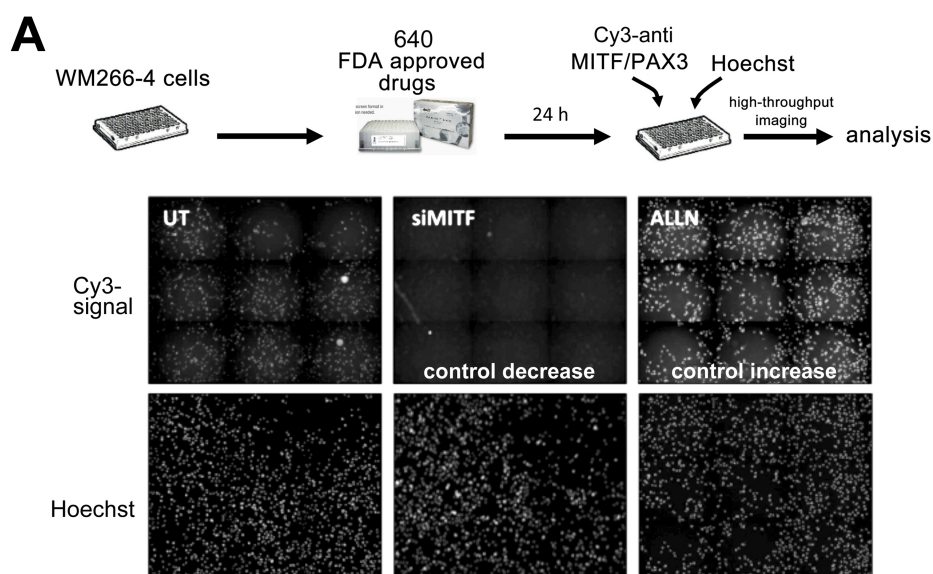 A
WM266-4 cells
640
FDA approved
drugs
24 h
Cy3-anti
MITF/PAX3
Hoechst
high-throughput
imaging
analysis
UT
siMITF
ALLN
Cy3-
signal
control decrease
control increase
Hoechst